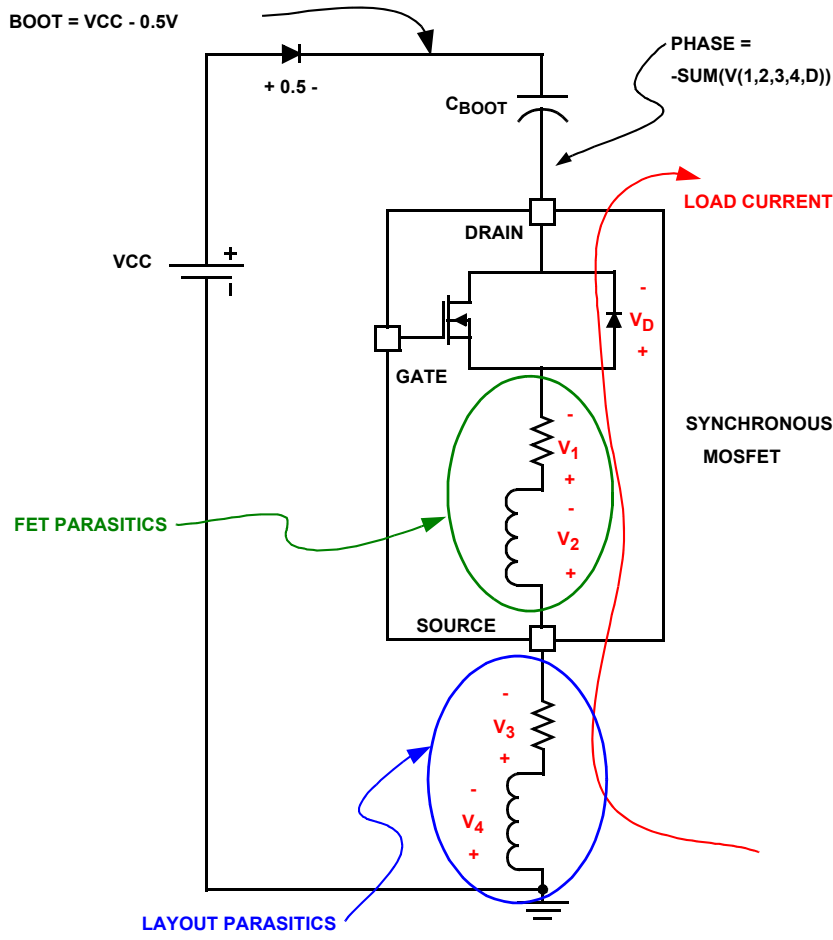 BOOT = VCC - 0.5V
PHASE =
-SUM(V(1,2,3,4,D))
+ 0.5 -
CBOOT
LOAD CURRENT
DRAIN
VCC
+
-
-
VD
+
GATE
SYNCHRONOUS
MOSFET
-
V1
+
-
V2
+
FET PARASITICS
SOURCE
-
V3
+
-
V4
+
LAYOUT PARASITICS